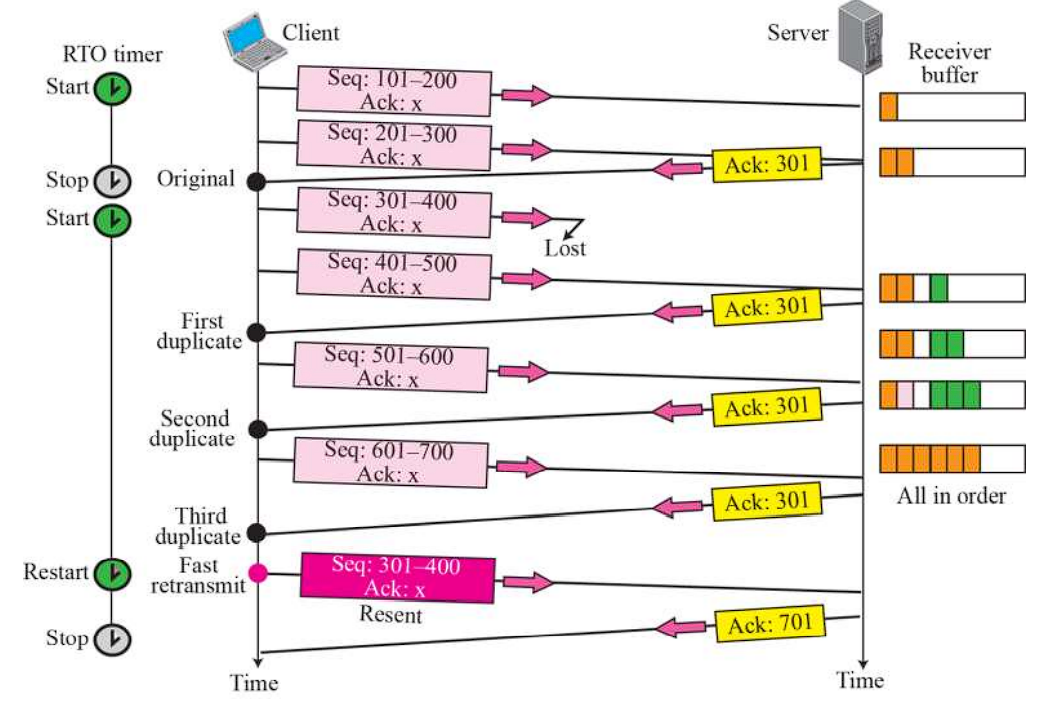 Client
Server
RTO timer
Receiver
buffer
Start
Seq: 101–200
Ack: x
Seq: 201–300
Ack: x
Ack: 301
Stop
Original
Start
Seq: 301–400
Ack: x
Lost
Seq: 401–500
Ack: x
Ack: 301
First
duplicate
Seq: 501–600
Ack: x
Ack: 301
Second
duplicate
Seq: 601–700
Ack: x
All in order
Ack: 301
Third
duplicate
Restart
Fast
retransmit
Seq: 301–400
Ack: x
Resent
Ack: 701
Stop
Time
Time